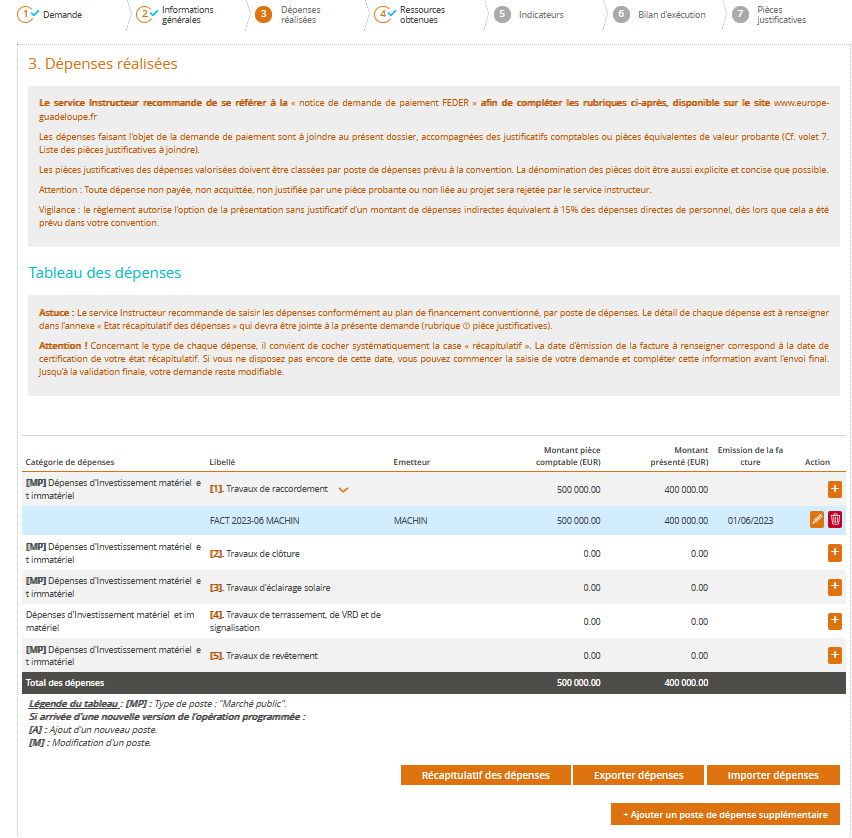 1 Demande
2 Informations générales
3 Dépenses réalisées
4 Ressources obtenues
5 Indicateurs
6 Bilan d'exécution
7 Pièces justificatives
3. Dépenses réalisées
Le service Instructeur recommande de se référer à la « notice de demande de paiement FEDER » afin de compléter les rubriques ci-après, disponible sur le site www.europe-
guadeloupe.fr
Les dépenses faisant l'objet de la demande de paiement sont à joindre au présent dossier, accompagnées des justificatifs comptables ou pièces équivalentes de valeur probante (Cf. volet 7.
Liste des pièces justificatives à joindre).
Les pièces justificatives des dépenses valorisées doivent être classées par poste de dépenses prévu à la convention. La dénomination des pièces doit être aussi explicite et concise que possible.
Attention : Toute dépense non payée, non acquittée, non justifiée par une pièce probante ou non liée au projet sera rejetée par le service instructeur.
Vigilance : le règlement autorise l'option de la présentation sans justificatif d'un montant de dépenses indirectes équivalent à 15% des dépenses directes de personnel, dès lors que cela a été
prévu dans votre convention.
Tableau des dépenses
Astuce : Le service Instructeur recommande de saisir les dépenses conformément au plan de financement conventionné, par poste de dépenses. Le détail de chaque dépense est à renseigner
dans l'annexe « Etat récapitulatif des dépenses » qui devra être jointe à la présente demande (rubrique ⑦ pièce justificatives).
Attention ! Concernant le type de chaque dépense, il convient de cocher systématiquement la case « récapitulatif ». La date d'émission de la facture à renseigner correspond à la date de
certification de votre état récapitulatif. Si vous ne disposez pas encore de cette date, vous pouvez commencer la saisie de votre demande et compléter cette information avant l'envoi final.
Jusqu'à la validation finale, votre demande reste modifiable.
Montant pièce Montant Emission de la fa
Catégorie de dépenses Libellé Emetteur comptable (EUR) présenté (EUR) cture Action
[MP] Dépenses d'Investissement matériel e
t immatériel [1]. Travaux de raccordement 500 000.00 400 000.00 +
FACT 2023-06 MACHIN MACHIN 500 000.00 400 000.00 01/06/2023
[MP] Dépenses d'Investissement matériel e
t immatériel [2]. Travaux de clôture 0.00 0.00 +
[MP] Dépenses d'Investissement matériel e
t immatériel [3]. Travaux d'éclairage solaire 0.00 0.00 +
Dépenses d'Investissement matériel et im [4]. Travaux de terrassement, de VRD et de
matériel signalisation 0.00 0.00 +
[MP] Dépenses d'Investissement matériel e
t immatériel [5]. Travaux de revêtement 0.00 0.00 +
Total des dépenses 500 000.00 400 000.00
Légende du tableau : [MP] : Type de poste : "Marché public".
Si arrivée d'une nouvelle version de l'opération programmée :
[A] : Ajout d'un nouveau poste.
[M] : Modification d'un poste.
Récapitulatif des dépenses Exporter dépenses Importer dépenses
+ Ajouter un poste de dépense supplémentaire